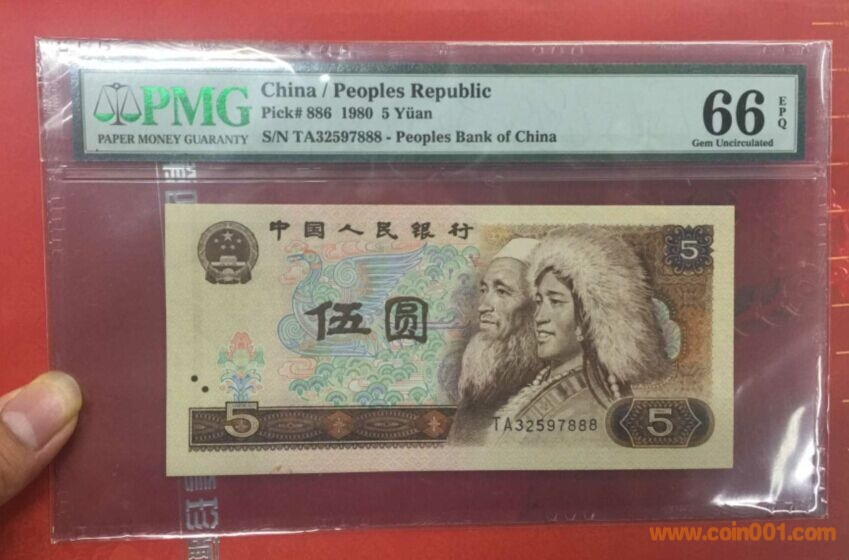 PMG
PAPER MONEY GUARANTY
China / Peoples Republic
Pick# 886 1980 5 Yüan
S/N TA32597888 - Peoples Bank of China
66 EPQ
Gem Uncirculated
中国人民银行
5
伍圆
5
TA32597888
5
www.coin001.com